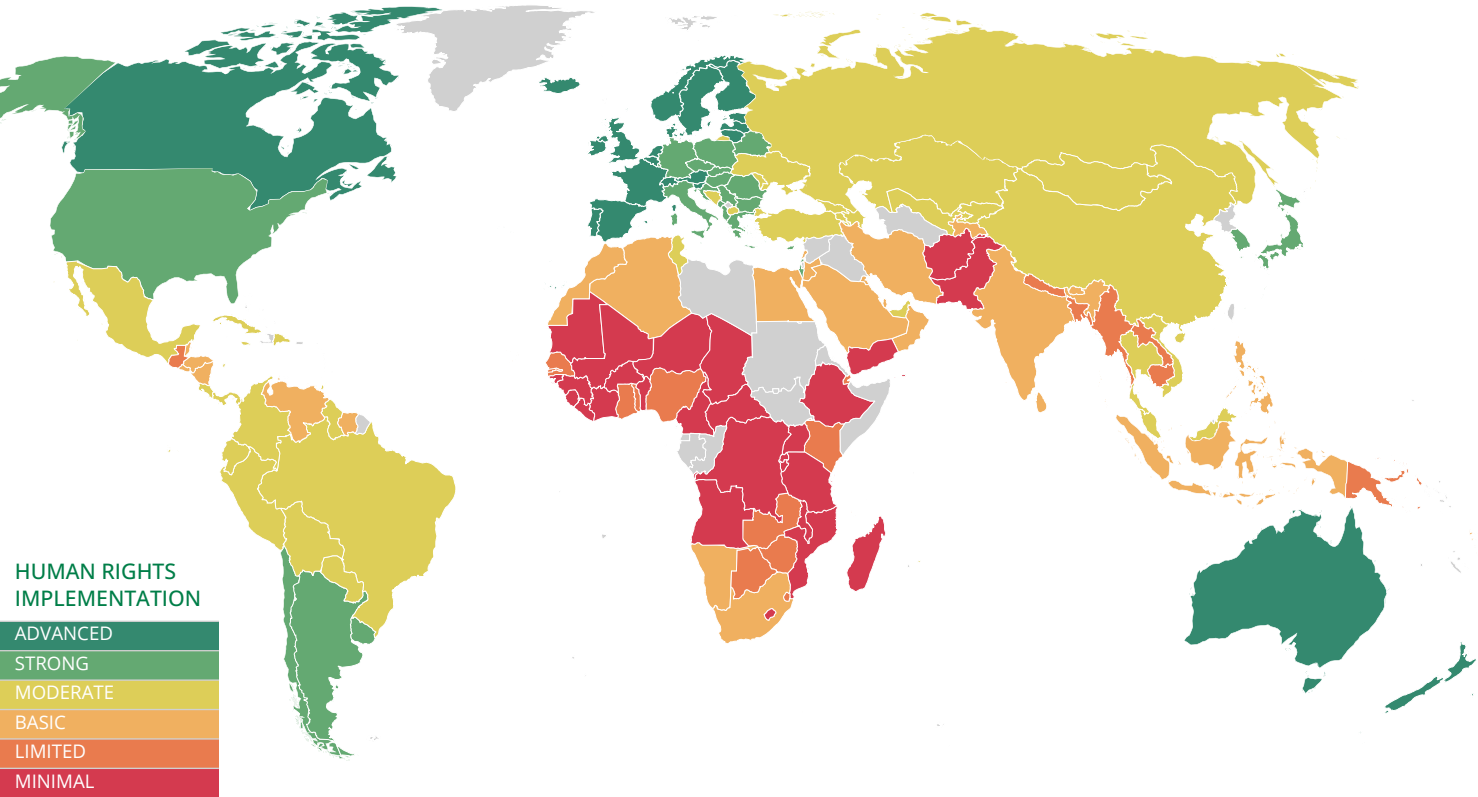 HUMAN RIGHTS
IMPLEMENTATION
ADVANCED
STRONG
MODERATE
BASIC
LIMITED
MINIMAL